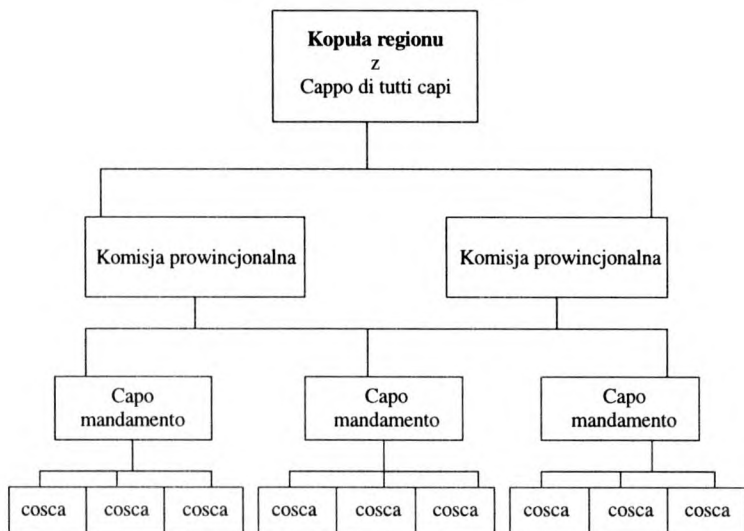 Kopuła regionu
z
Cappo di tutti capi
Komisja prowincjonalna
Komisja prowincjonalna
Capo
mandamento
Capo
mandamento
Capo
mandamento
cosca
cosca
cosca
cosca
cosca
cosca
cosca
cosca
cosca